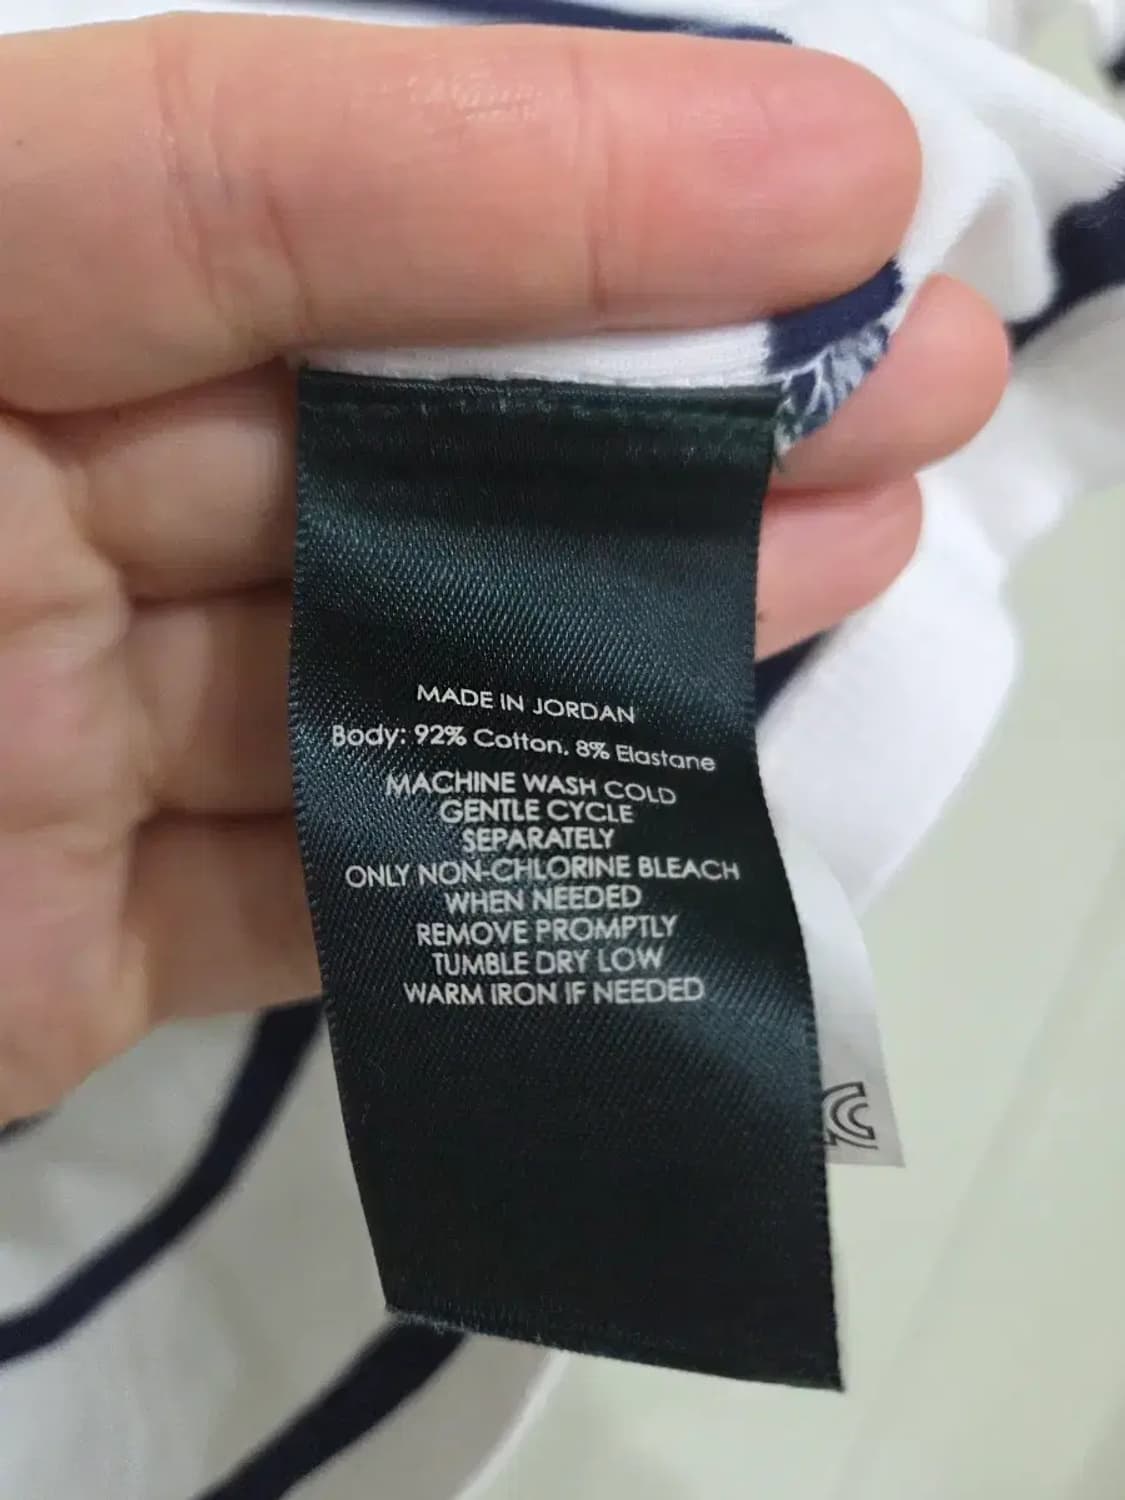 MADE IN JORDAN
Body: 92% Cotton, 8% Elastane
MACHINE WASH COLD
GENTLE CYCLE
SEPARATELY
ONLY NON-CHLORINE BLEACH
WHEN NEEDED
REMOVE PROMPTLY
TUMBLE DRY LOW
WARM IRON IF NEEDED